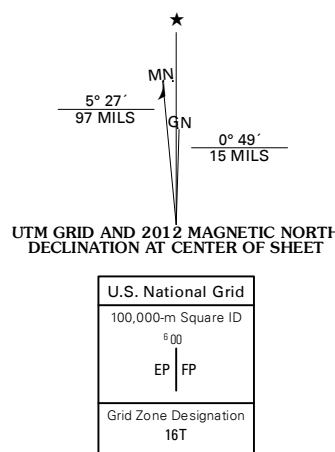 ★
MN
5° 27´
97 MILS
GN
0° 49´
15 MILS
UTM GRID AND 2012 MAGNETIC NORTH
DECLINATION AT CENTER OF SHEET
U.S. National Grid
100,000-m Square ID
⁶00
EP FP
Grid Zone Designation
16T